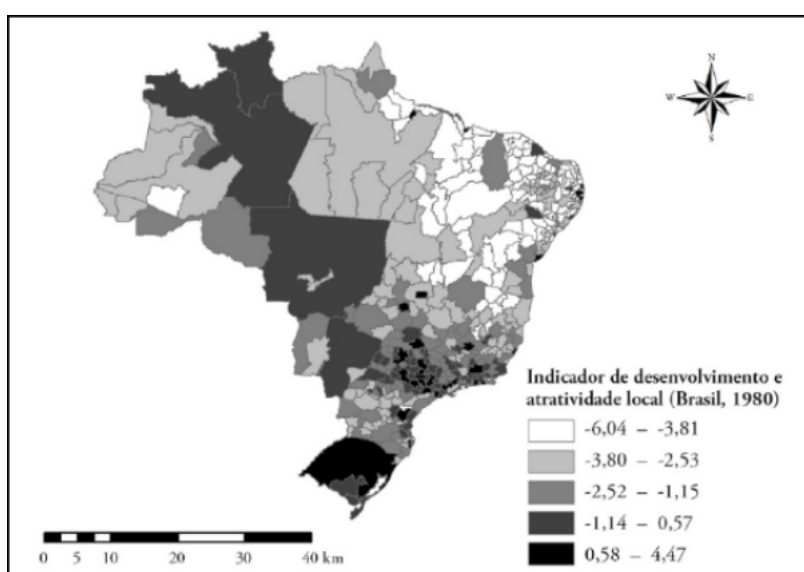 N
W E
S
Indicador de desenvolvimento e
atratividade local (Brasil, 1980)
-6,04 – -3,81
-3,80 – -2,53
-2,52 – -1,15
-1,14 – 0,57
0,58 – 4,47
0 5 10 20 30 40 km